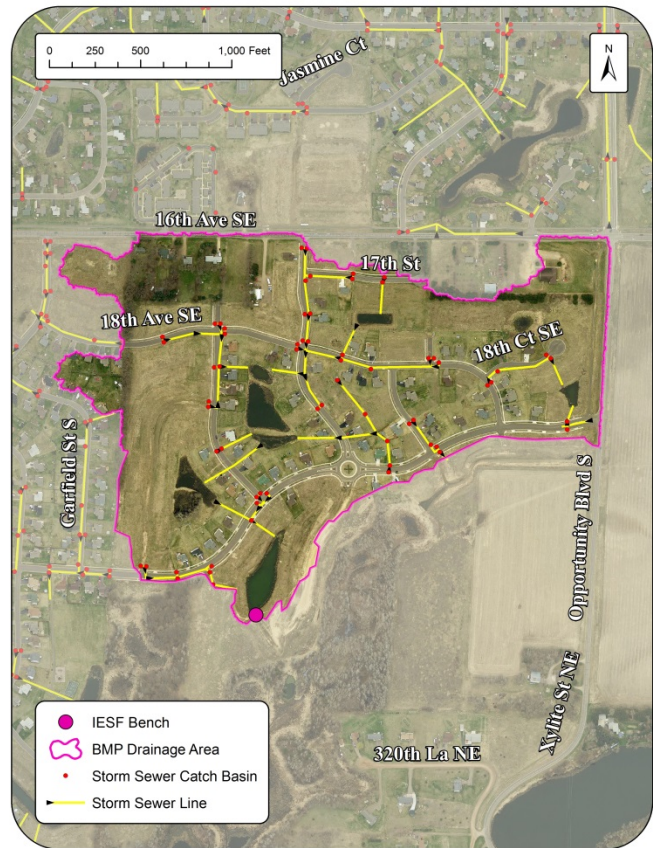 0 250 500 1,000 Feet
N
Jasmine Ct
16th Ave SE
17th St
18th Ave SE
18th Ct SE
Garfield St S
Opportunity Blvd S
Xylite St NE
320th La NE
IESF Bench
BMP Drainage Area
Storm Sewer Catch Basin
Storm Sewer Line